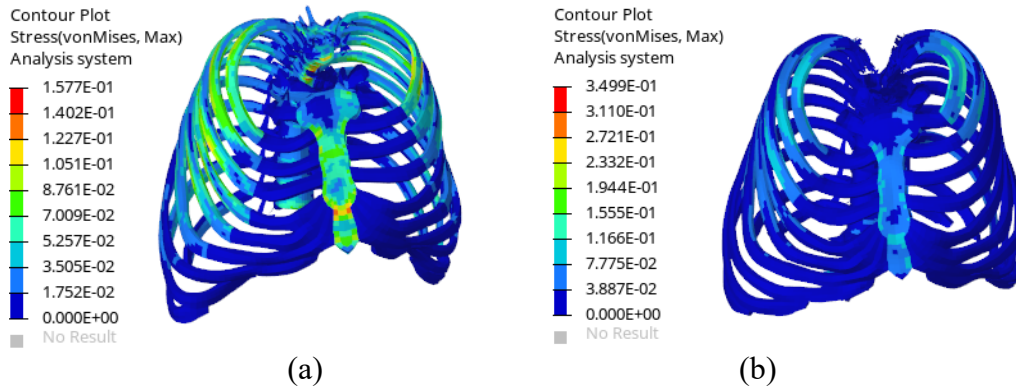 Contour Plot
Stress(vonMises, Max)
Analysis system
1.577E-01
1.402E-01
1.227E-01
1.051E-01
8.761E-02
7.009E-02
5.257E-02
3.505E-02
1.752E-02
0.000E+00
No Result
(a)
Contour Plot
Stress(vonMises, Max)
Analysis system
3.499E-01
3.110E-01
2.721E-01
2.332E-01
1.944E-01
1.555E-01
1.166E-01
7.775E-02
3.887E-02
0.000E+00
No Result
(b)